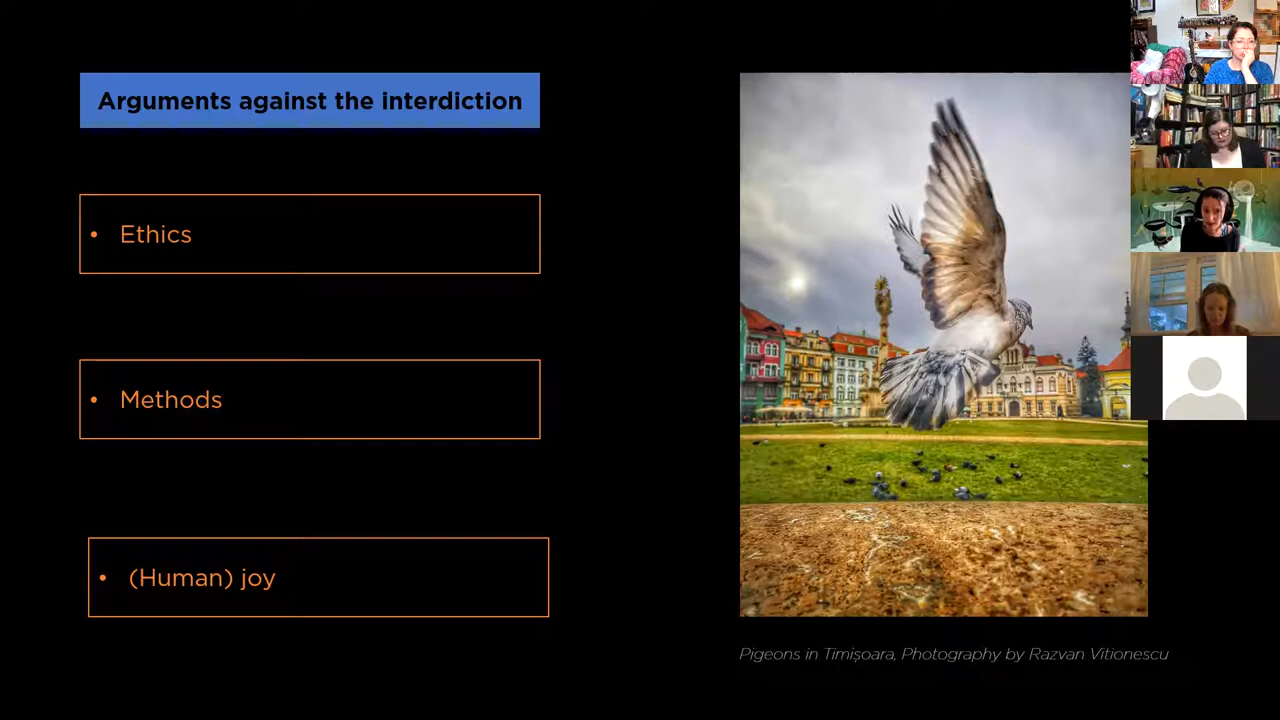 Arguments against the interdiction
• Ethics
• Methods
• (Human) joy
Pigeons in Timișoara, Photography by Razvan Vitionescu